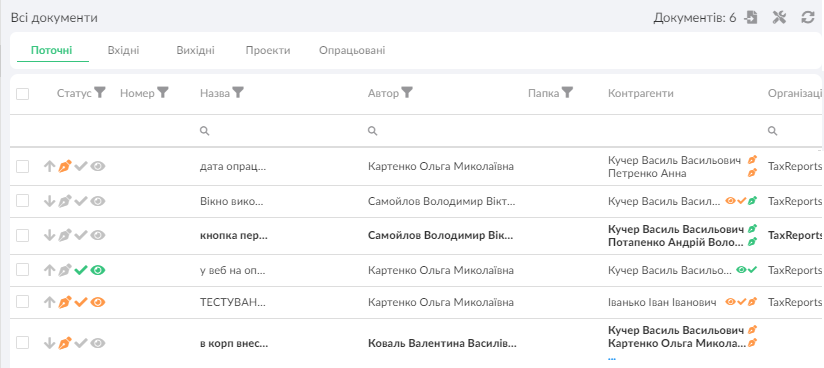 Всі документи
Документів: 6
Поточні Вхідні Вихідні Проекти Опрацьовані
Статус Номер Назва Автор Папка Контрагенти Організаці
дата опрац... Картенко Ольга Миколаївна Кучер Василь Васильович TaxReports
Петренко Анна
Вікно вико... Самойлов Володимир Вікт... Кучер Василь Васил... TaxReports
кнопка пер... Самойлов Володимир Вік... Кучер Василь Васильович TaxReports
Потапенко Андрій Воло...
у веб на оп... Картенко Ольга Миколаївна Кучер Василь Васильо... TaxReports
ТЕСТУВАН... Картенко Ольга Миколаївна Іванько Іван Іванович TaxReports
в корп внес... Коваль Валентина Василів... Кучер Василь Васильович TaxReports
Картенко Ольга Микола...
...